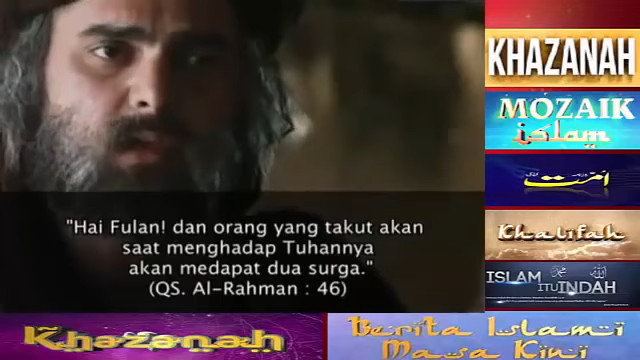 "Hai Fulan! dan orang yang takut akan
saat menghadap Tuhannya
akan medapat dua surga."
(QS. Al-Rahman : 46)
KHAZANAH
MOZAIK
islam
Khalifah
ISLAM
ITU INDAH
Khazanah
Berita Islami
Masa Kini